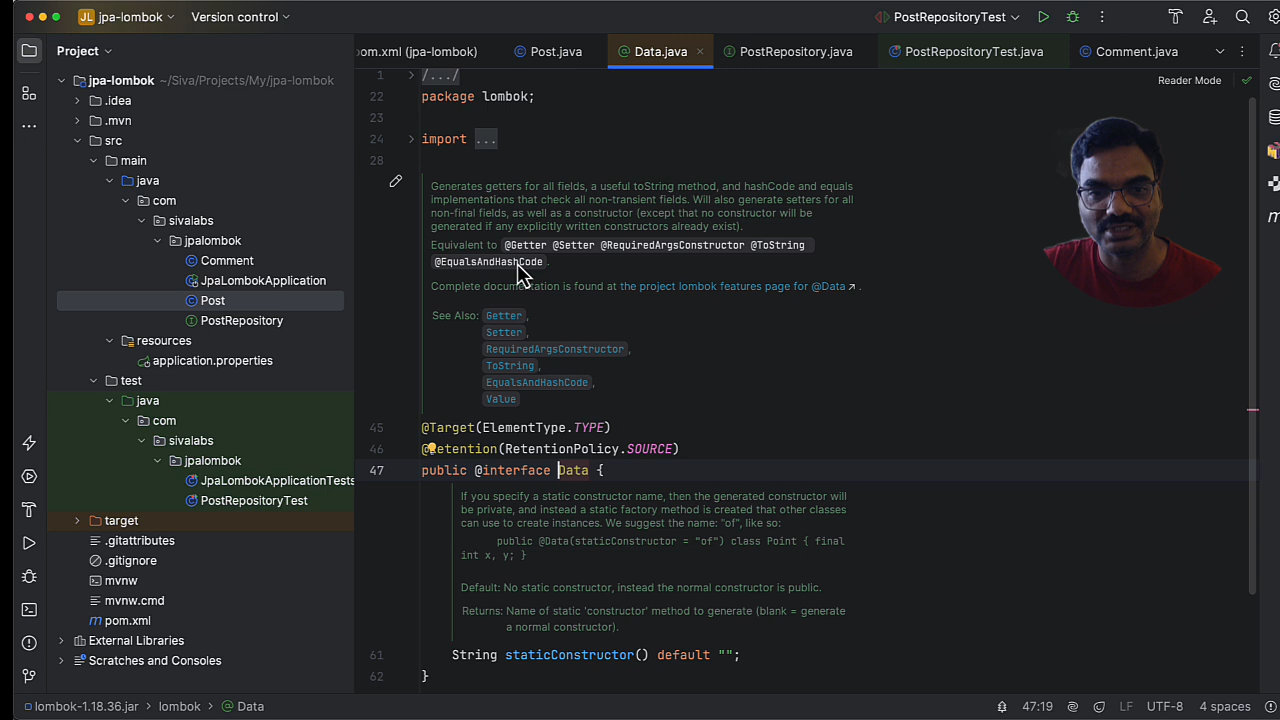 JL jpa-lombok
Version control
PostRepositoryTest
Project
om.xml (jpa-lombok)
Post.java
Data.java
PostRepository.java
PostRepositoryTest.java
Comment.java
jpa-lombok ~/Siva/Projects/My/jpa-lombok
.idea
.mvn
src
main
java
com
sivalabs
jpalombok
Comment
JpaLombokApplication
Post
PostRepository
resources
application.properties
test
java
com
sivalabs
jpalombok
JpaLombokApplicationTests
PostRepositoryTest
target
.gitattributes
.gitignore
mvnw
mvnw.cmd
pom.xml
External Libraries
Scratches and Consoles
Reader Mode
1 /.../
22 package lombok;
23
24 import ...
28
Generates getters for all fields, a useful toString method, and hashCode and equals
implementations that check all non-transient fields. Will also generate setters for all
non-final fields, as well as a constructor (except that no constructor will be
generated if any explicitly written constructors already exist).
Equivalent to @Getter @Setter @RequiredArgsConstructor @ToString
@EqualsAndHashCode.
Complete documentation is found at the project lombok features page for @Data ↗ .
See Also: Getter,
Setter,
RequiredArgsConstructor,
ToString,
EqualsAndHashCode,
Value
45 @Target(ElementType.TYPE)
46 @Retention(RetentionPolicy.SOURCE)
47 public @interface Data {
If you specify a static constructor name, then the generated constructor will
be private, and instead a static factory method is created that other classes
can use to create instances. We suggest the name: "of", like so:
public @Data(staticConstructor = "of") class Point { final
int x, y; }
Default: No static constructor, instead the normal constructor is public.
Returns: Name of static 'constructor' method to generate (blank = generate
a normal constructor).
61 String staticConstructor() default "";
62 }
lombok-1.18.36.jar > lombok > Data
47:19
LF
UTF-8
4 spaces